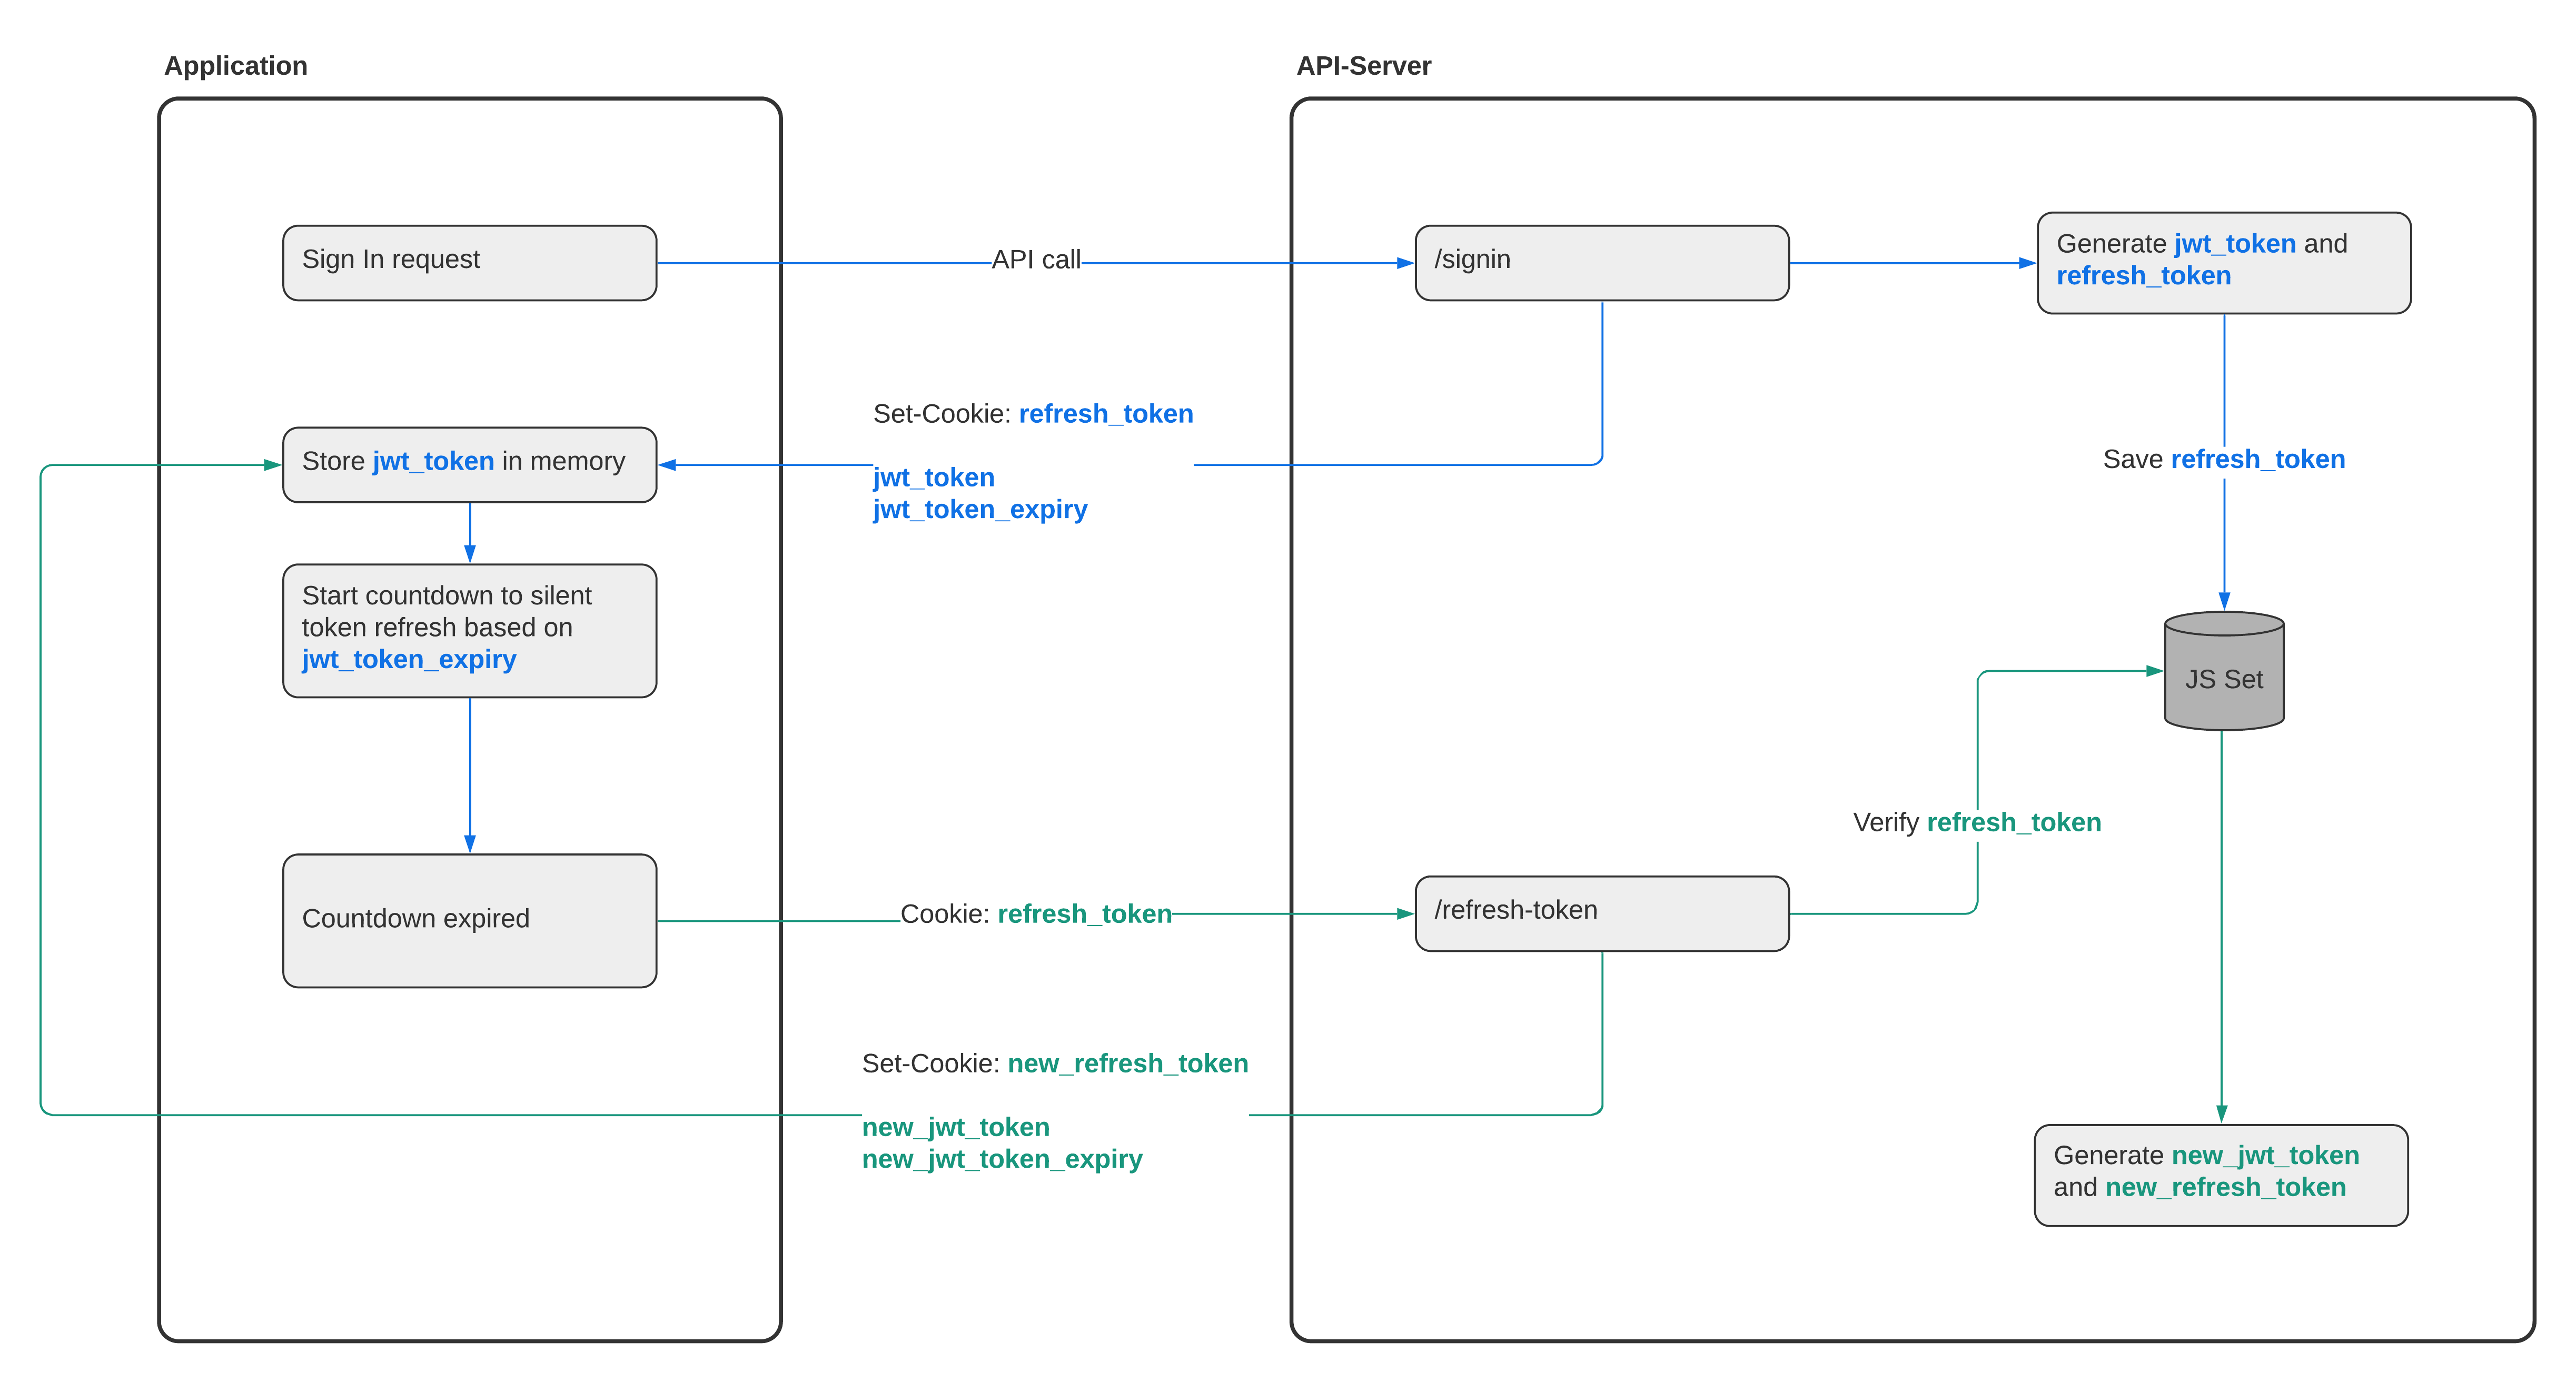 Application
API-Server
Sign In request
API call
/signin
Generate jwt_token and
refresh_token
Set-Cookie: refresh_token
jwt_token
jwt_token_expiry
Store jwt_token in memory
Save refresh_token
Start countdown to silent
token refresh based on
jwt_token_expiry
JS Set
Verify refresh_token
Countdown expired
Cookie: refresh_token
/refresh-token
Set-Cookie: new_refresh_token
new_jwt_token
new_jwt_token_expiry
Generate new_jwt_token
and new_refresh_token